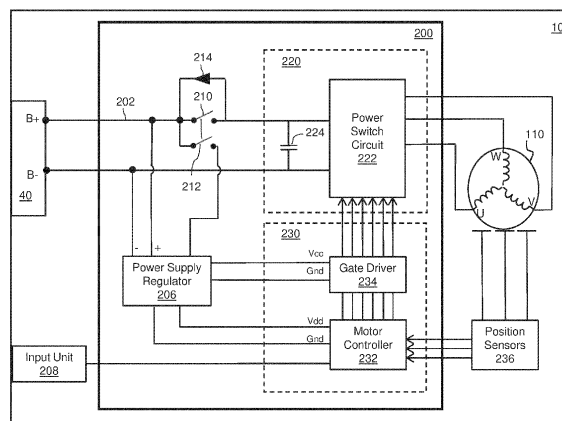 10
200
214
220
210
202
B+
Power
Switch
Circuit
222
110
224
W
B-
212
40
U
V
230
-
+
Vcc
Power Supply
Regulator
206
Gnd
Gate Driver
234
Vdd
Gnd
Motor
Controller
232
Position
Sensors
236
Input Unit
208